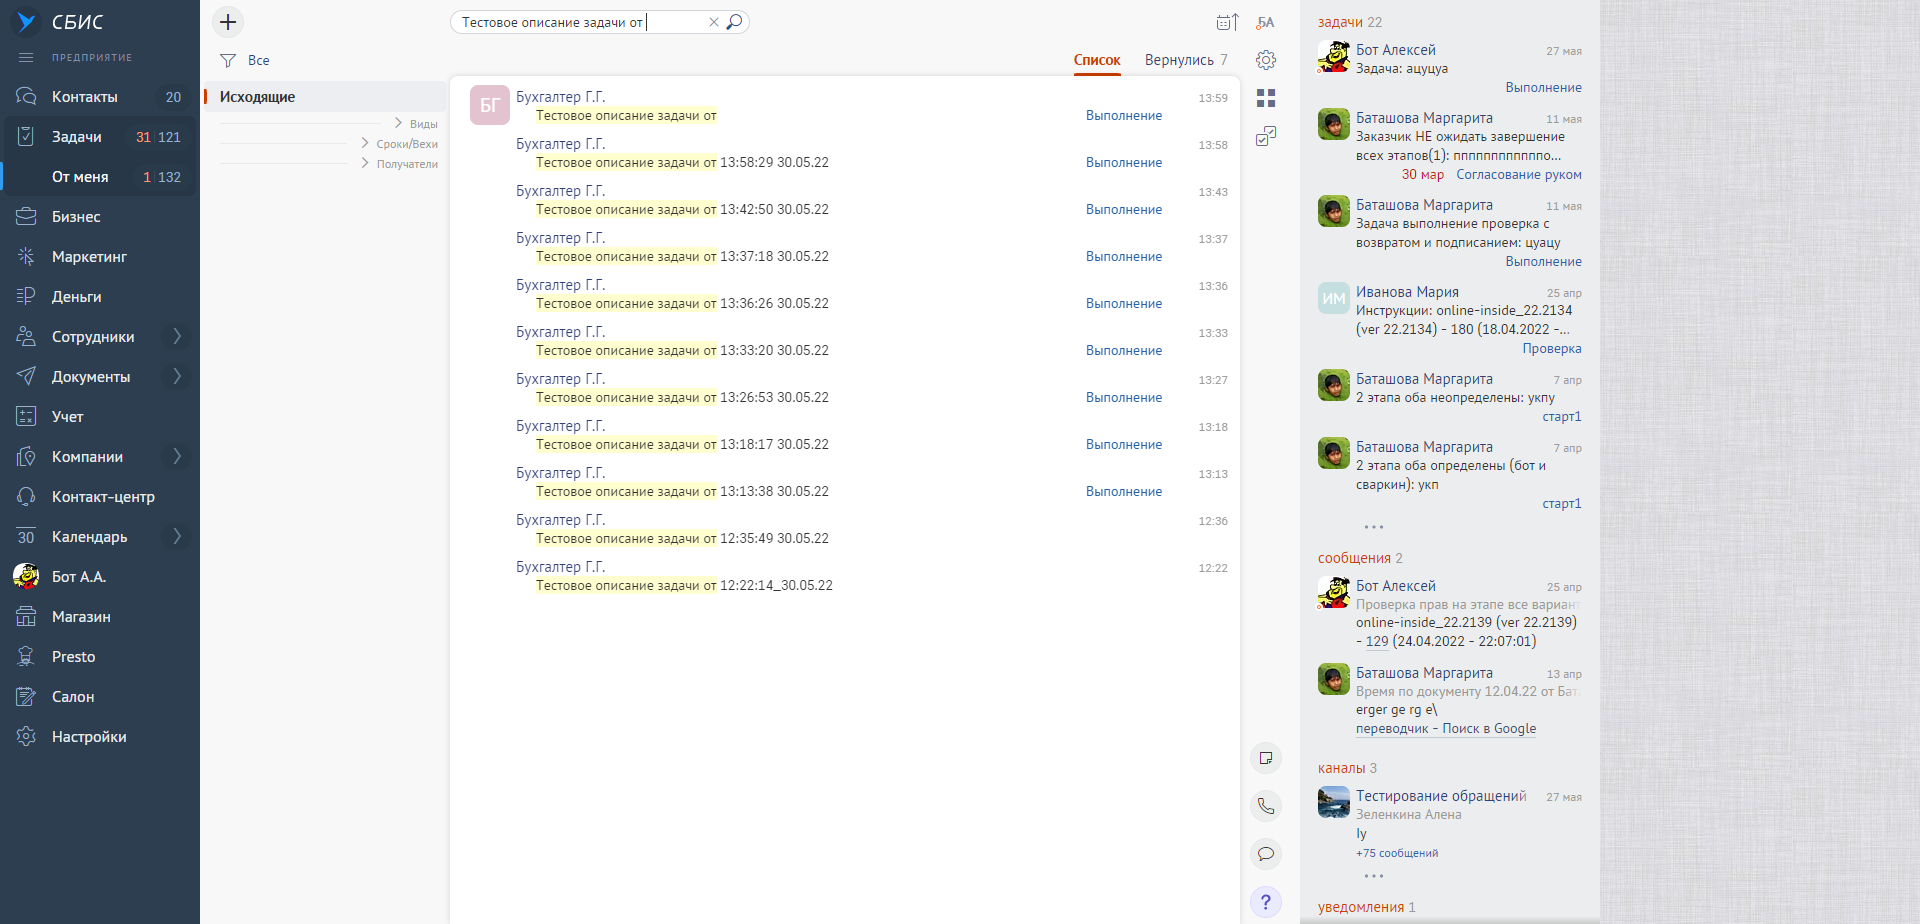 СБИС
ПРЕДПРИЯТИЕ
Контакты 20
Задачи 31 121
От меня 1 132
Бизнес
Маркетинг
Деньги
Сотрудники
Документы
Учет
Компании
Контакт-центр
30 Календарь
Бот А.А.
Магазин
Presto
Салон
Настройки
Тестовое описание задачи от
Все
Список Вернулись 7
Исходящие
Виды
Сроки/Вехи
Получатели
БГ
Бухгалтер Г.Г. 13:59
Тестовое описание задачи от Выполнение
Бухгалтер Г.Г. 13:58
Тестовое описание задачи от 13:58:29 30.05.22 Выполнение
Бухгалтер Г.Г. 13:43
Тестовое описание задачи от 13:42:50 30.05.22 Выполнение
Бухгалтер Г.Г. 13:37
Тестовое описание задачи от 13:37:18 30.05.22 Выполнение
Бухгалтер Г.Г. 13:36
Тестовое описание задачи от 13:36:26 30.05.22 Выполнение
Бухгалтер Г.Г. 13:33
Тестовое описание задачи от 13:33:20 30.05.22 Выполнение
Бухгалтер Г.Г. 13:27
Тестовое описание задачи от 13:26:53 30.05.22 Выполнение
Бухгалтер Г.Г. 13:18
Тестовое описание задачи от 13:18:17 30.05.22 Выполнение
Бухгалтер Г.Г. 13:13
Тестовое описание задачи от 13:13:38 30.05.22 Выполнение
Бухгалтер Г.Г. 12:36
Тестовое описание задачи от 12:35:49 30.05.22
Бухгалтер Г.Г. 12:22
Тестовое описание задачи от 12:22:14_30.05.22
БА
?
задачи 22
Бот Алексей 27 мая
Задача: ацуцуа
Выполнение
Баташова Маргарита 11 мая
Заказчик НЕ ожидать завершение
всех этапов(1): ппппппппппппо...
30 мар Согласование руком
Баташова Маргарита 11 мая
Задача выполнение проверка с
возвратом и подписанием: цуацу
Выполнение
ИМ
Иванова Мария 25 апр
Инструкции: online-inside_22.2134
(ver 22.2134) - 180 (18.04.2022 -...
Проверка
Баташова Маргарита 7 апр
2 этапа оба неопределены: укпу
старт1
Баташова Маргарита 7 апр
2 этапа оба определены (бот и
сваркин): укп
старт1
...
сообщения 2
Бот Алексей 25 апр
Проверка прав на этапе все вариант
online-inside_22.2139 (ver 22.2139)
- 129 (24.04.2022 - 22:07:01)
Баташова Маргарита 13 апр
Время по документу 12.04.22 от Бат
erger ge rg e\
переводчик - Поиск в Google
каналы 3
Тестирование обращений 27 мая
Зеленкина Алена
Iy
+75 сообщений
...
уведомления 1